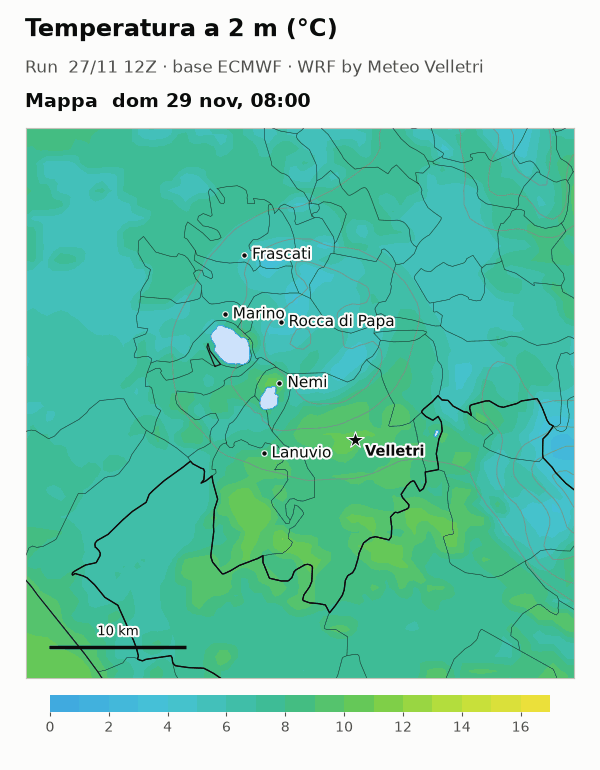 Temperatura a 2 m (°C)
Run  27/11 12Z · base ECMWF · WRF by Meteo Velletri
Mappa  dom 29 nov, 08:00
Frascati
Marino
Rocca di Papa
Nemi
Velletri
Lanuvio
10 km
0 2 4 6 8 10 12 14 16